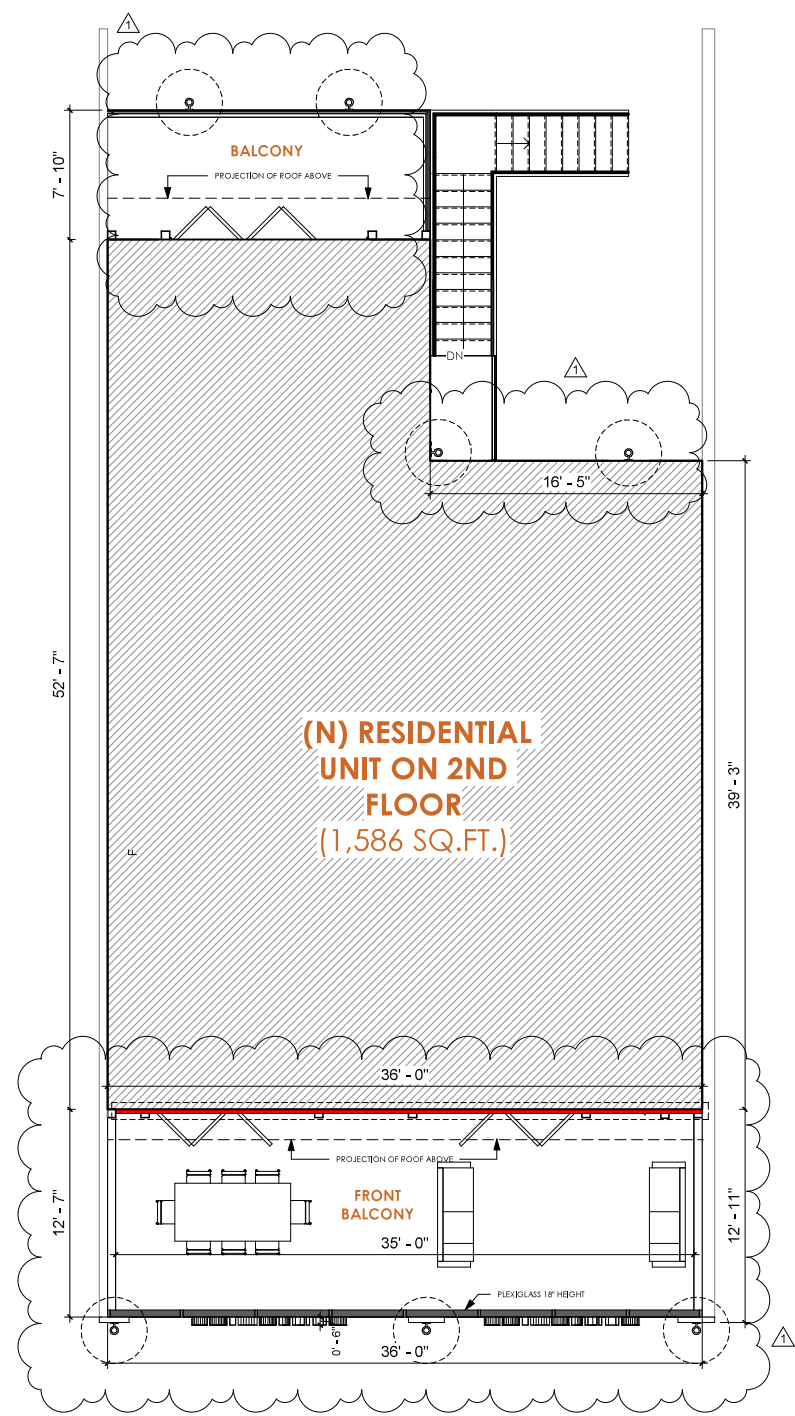 1
BALCONY
PROJECTION OF ROOF ABOVE
7' - 10"
DN
1
16' - 5"
52' - 7"
(N) RESIDENTIAL
UNIT ON 2ND
FLOOR
(1,586 SQ.FT.)
39' - 3"
F
36' - 0"
PROJECTION OF ROOF ABOVE
FRONT
BALCONY
12' - 7"
12' - 11"
35' - 0"
PLEXIGLASS 18" HEIGHT
0' - 6"
36' - 0"
1